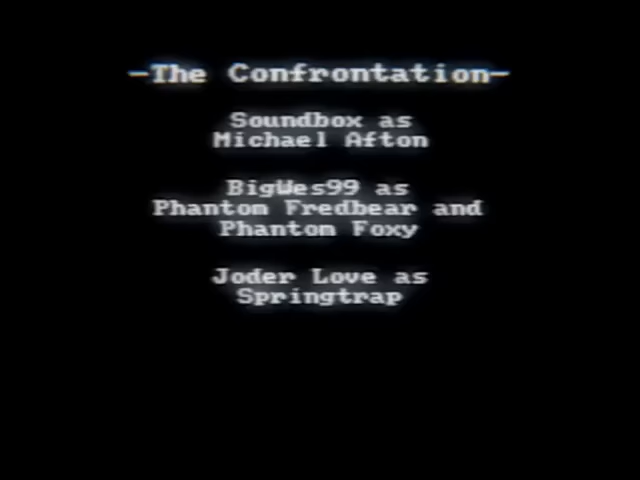 -The Confrontation-
Soundbox as
Michael Afton
BigWes99 as
Phantom Fredbear and
Phantom Foxy
Joder Love as
Springtrap